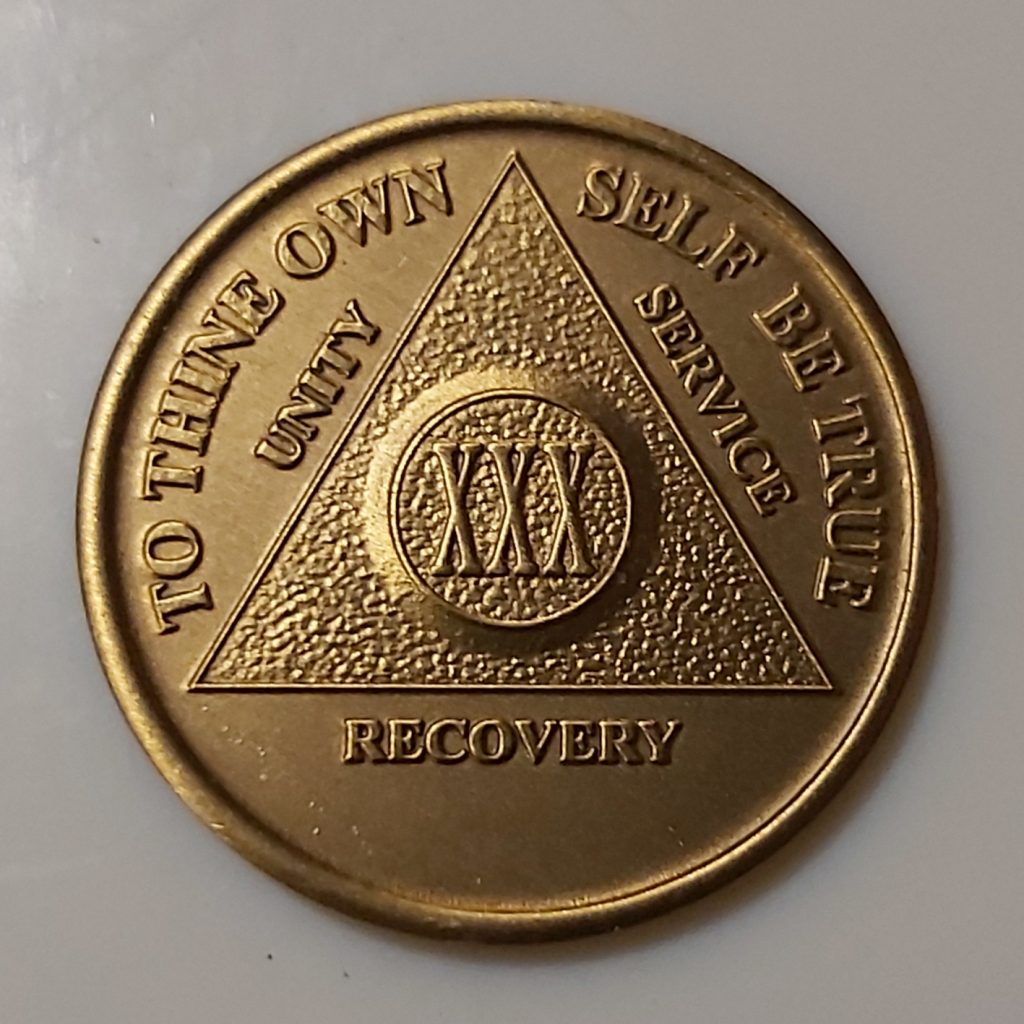 TO THINE OWN SELF BE TRUE
UNITY
SERVICE
XXX
RECOVERY